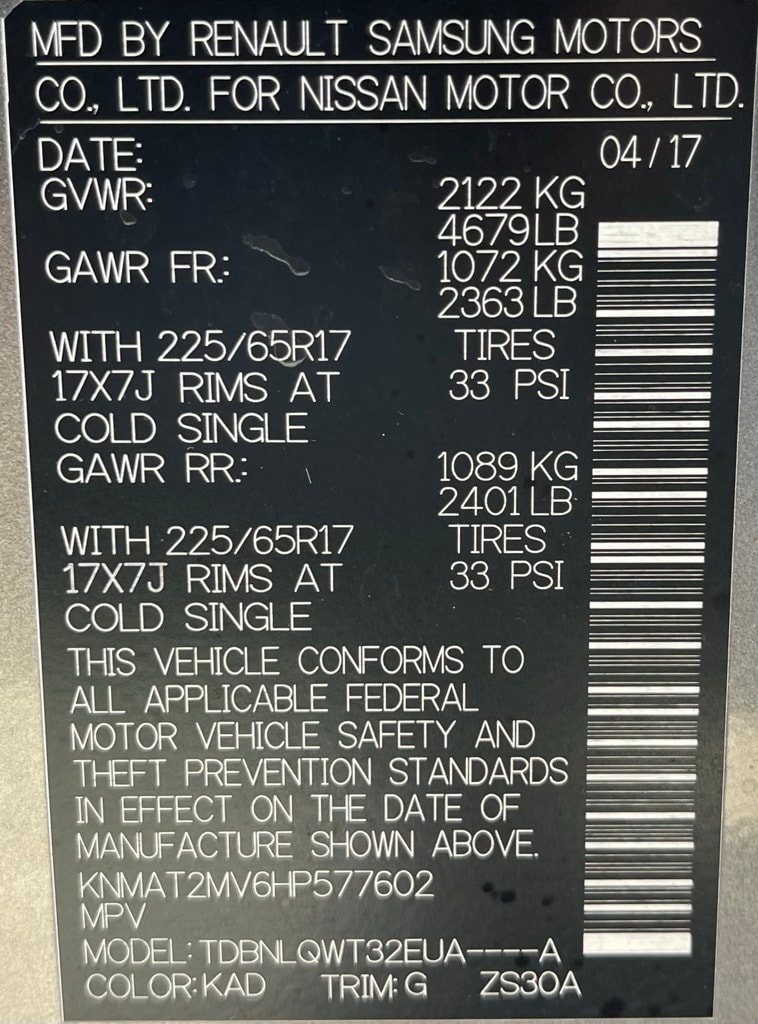 MFD BY RENAULT SAMSUNG MOTORS
CO., LTD. FOR NISSAN MOTOR CO., LTD.
DATE: 04/17
GVWR: 2122 KG
4679 LB
GAWR FR.: 1072 KG
2363 LB
WITH 225/65R17 TIRES
17X7J RIMS AT 33 PSI
COLD SINGLE
GAWR RR.: 1089 KG
2401 LB
WITH 225/65R17 TIRES
17X7J RIMS AT 33 PSI
COLD SINGLE
THIS VEHICLE CONFORMS TO
ALL APPLICABLE FEDERAL
MOTOR VEHICLE SAFETY AND
THEFT PREVENTION STANDARDS
IN EFFECT ON THE DATE OF
MANUFACTURE SHOWN ABOVE.
KNMAT2MV6HP577602
MPV
MODEL: TDBNLQWT32EUA----A
COLOR: KAD TRIM: G ZS30A